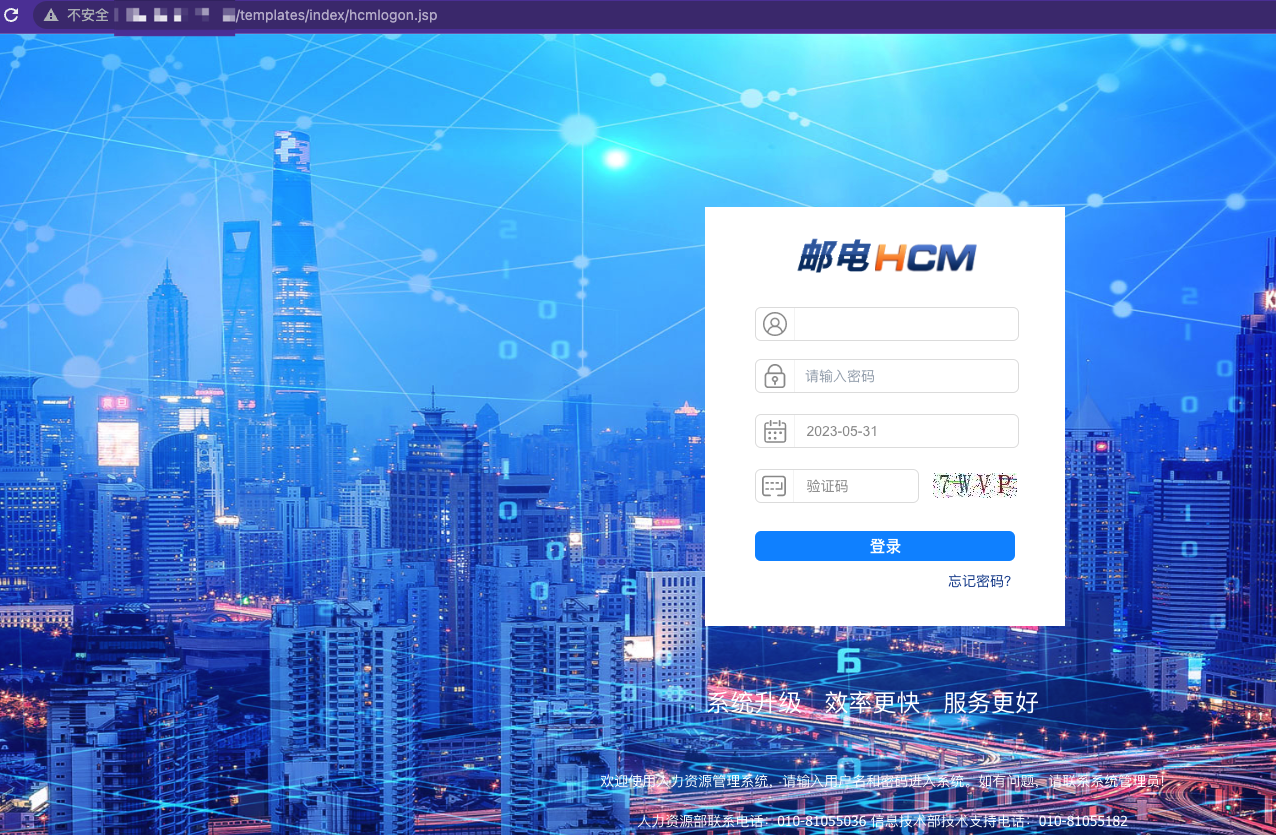 不安全 /templates/index/hcmlogon.jsp
邮电HCM
请输入密码
2023-05-31
验证码 7WVP
登录
忘记密码?
震旦
系统升级 效率更快 服务更好
欢迎使用人力资源管理系统，请输入用户名和密码进入系统。如有问题，请联系系统管理员!
人力资源部联系电话：010-81055036 信息技术部技术支持电话：010-81055182